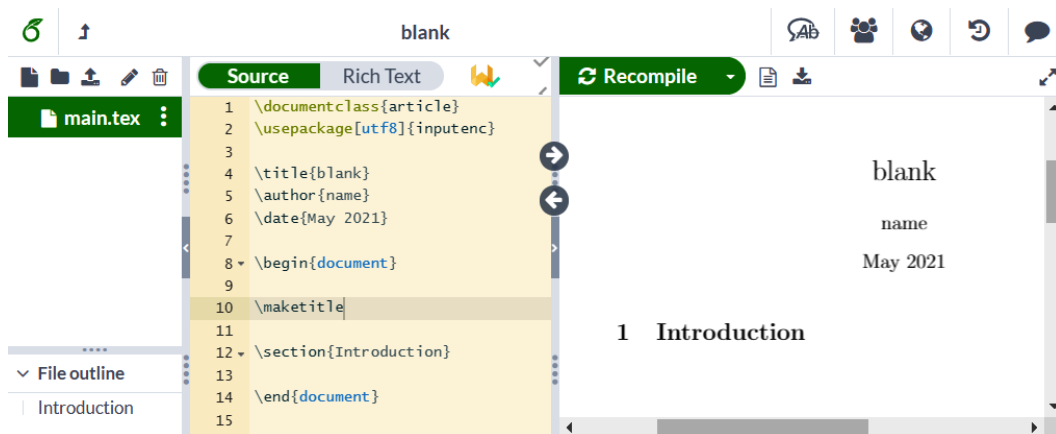 blank
Ab
Source
Rich Text
Recompile
main.tex
1 \documentclass{article}
2 \usepackage[utf8]{inputenc}
3
4 \title{blank}
5 \author{name}
6 \date{May 2021}
7
8 \begin{document}
9
10 \maketitle
11
12 \section{Introduction}
13
14 \end{document}
15
File outline
Introduction
blank
name
May 2021
1 Introduction